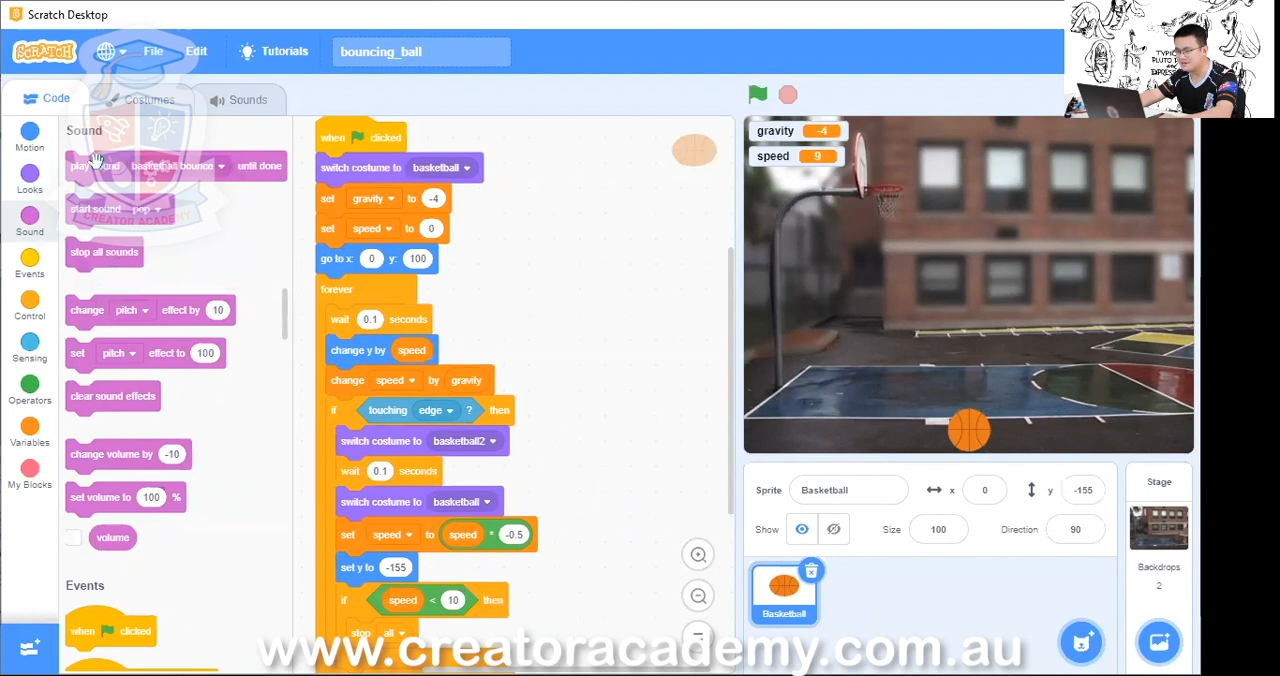 Scratch Desktop
SCRATCH
File
Edit
Tutorials
bouncing_ball
TYPIC
PLUTO
Code
Costumes
Sounds
Motion
Looks
Sound
Events
Control
Sensing
Operators
Variables
My Blocks
Sound
play sound basketball bounce until done
start sound pop
CREATOR ACADEMY
stop all sounds
change pitch effect by 10
set pitch effect to 100
clear sound effects
change volume by -10
set volume to 100 %
volume
Events
when clicked
when clicked
switch costume to basketball
set gravity to -4
set speed to 0
go to x: 0 y: 100
forever
wait 0.1 seconds
change y by speed
change speed by gravity
if touching edge ? then
switch costume to basketball2
wait 0.1 seconds
switch costume to basketball
set speed to speed * -0.5
set y to -155
if speed < 10 then
stop all
gravity -4
speed 9
Sprite Basketball x 0 y -155
Show Size 100 Direction 90
Basketball
Stage
Backdrops
2
www.creatoracademy.com.au